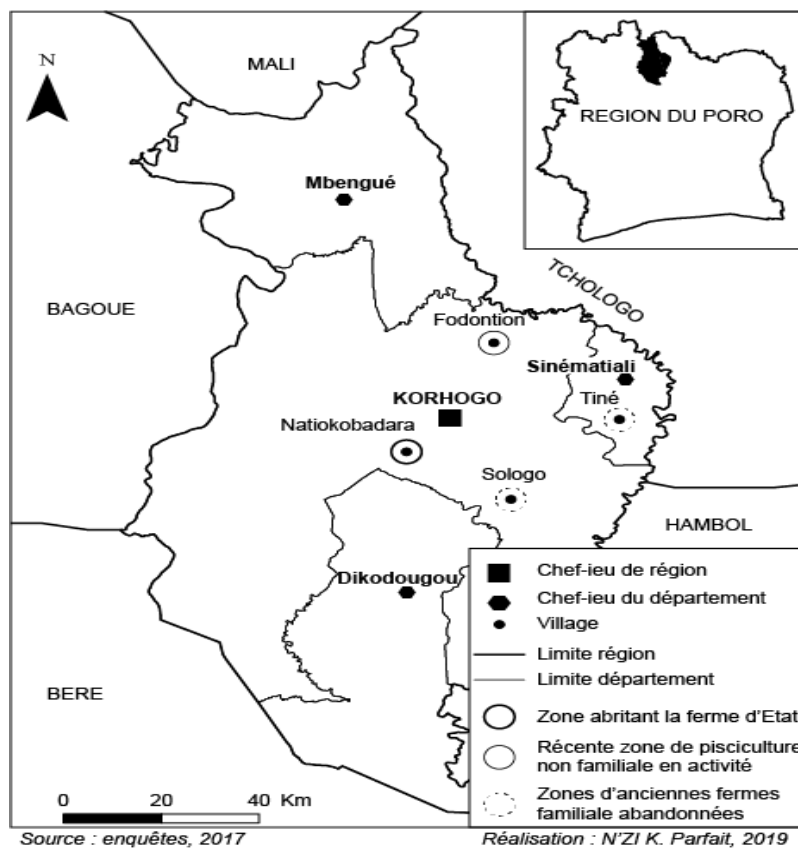 N
MALI
REGION DU PORO
Mbengué
TCHOLOGO
BAGOUE
Fodontion
Sinématiali
KORHOGO
Tiné
Natiokobadara
Sologo
HAMBOL
Dikodougou
BERE
Chef-ieu de région
Chef-ieu du département
Village
Limite région
Limite département
Zone abritant la ferme d'Etat
Récente zone de pisciculture
non familiale en activité
Zones d'anciennes fermes
familiale abandonnées
0 20 40 Km
Source : enquêtes, 2017
Réalisation : N'ZI K. Parfait, 2019